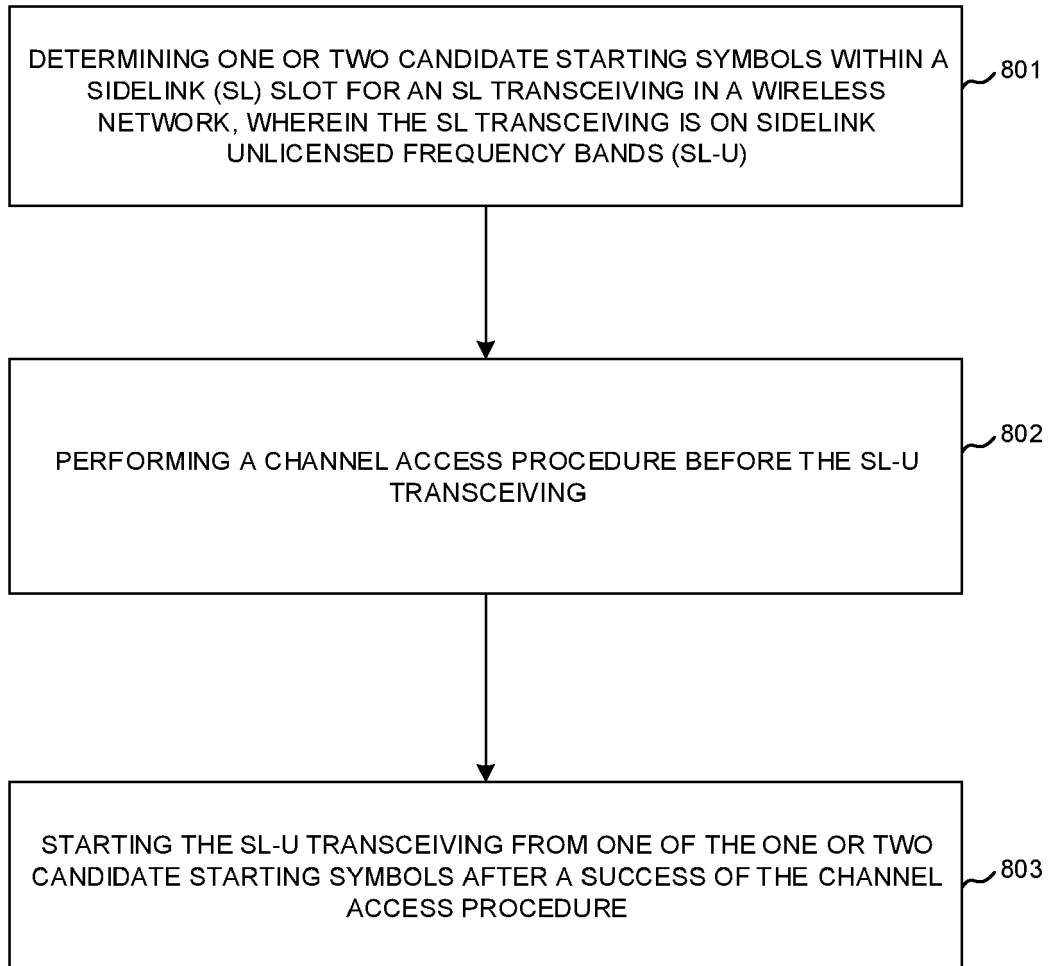 DETERMINING ONE OR TWO CANDIDATE STARTING SYMBOLS WITHIN A
SIDELINK (SL) SLOT FOR AN SL TRANSCEIVING IN A WIRELESS
NETWORK, WHEREIN THE SL TRANSCEIVING IS ON SIDELINK
UNLICENSED FREQUENCY BANDS (SL-U)
801
PERFORMING A CHANNEL ACCESS PROCEDURE BEFORE THE SL-U
TRANSCEIVING
802
STARTING THE SL-U TRANSCEIVING FROM ONE OF THE ONE OR TWO
CANDIDATE STARTING SYMBOLS AFTER A SUCCESS OF THE CHANNEL
ACCESS PROCEDURE
803